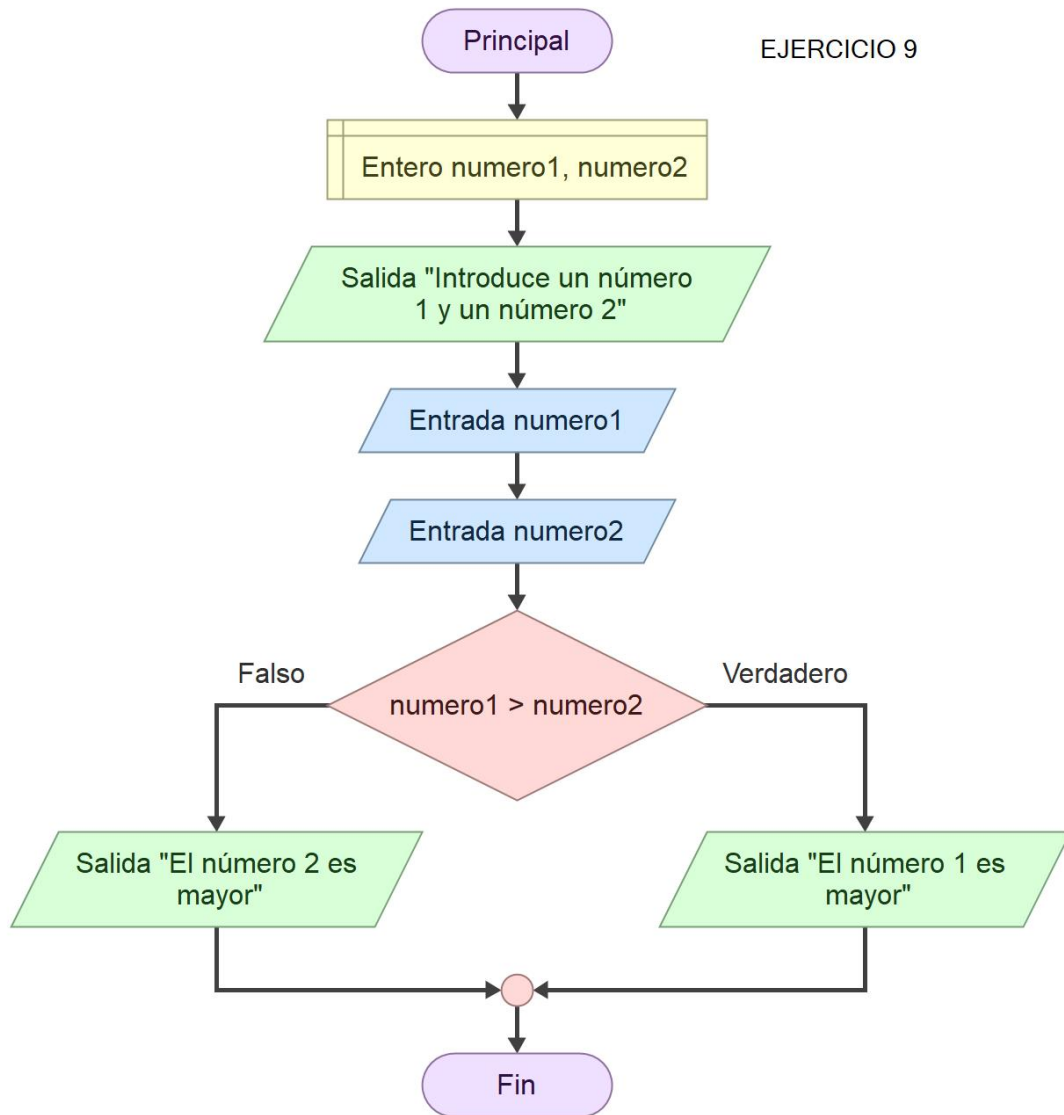 Principal
EJERCICIO 9
Entero numero1, numero2
Salida "Introduce un número
1 y un número 2"
Entrada numero1
Entrada numero2
Falso
Verdadero
numero1 > numero2
Salida "El número 2 es
mayor"
Salida "El número 1 es
mayor"
Fin